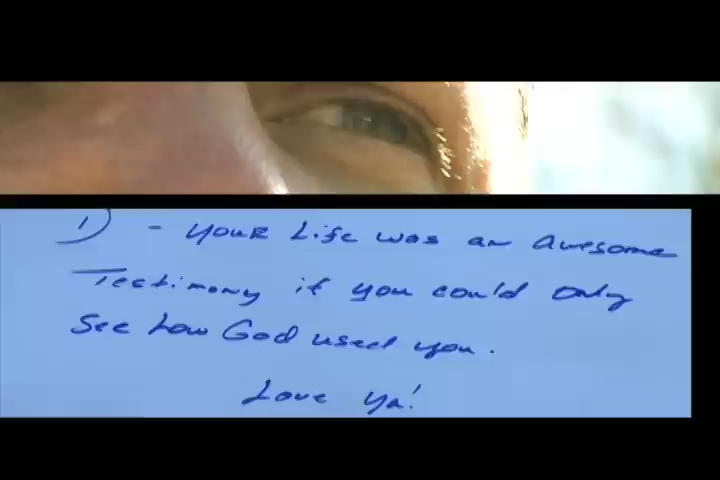 1) - YOUR Life was an Awesome
Testimony if you could only
see how God used you.
Love Ya!